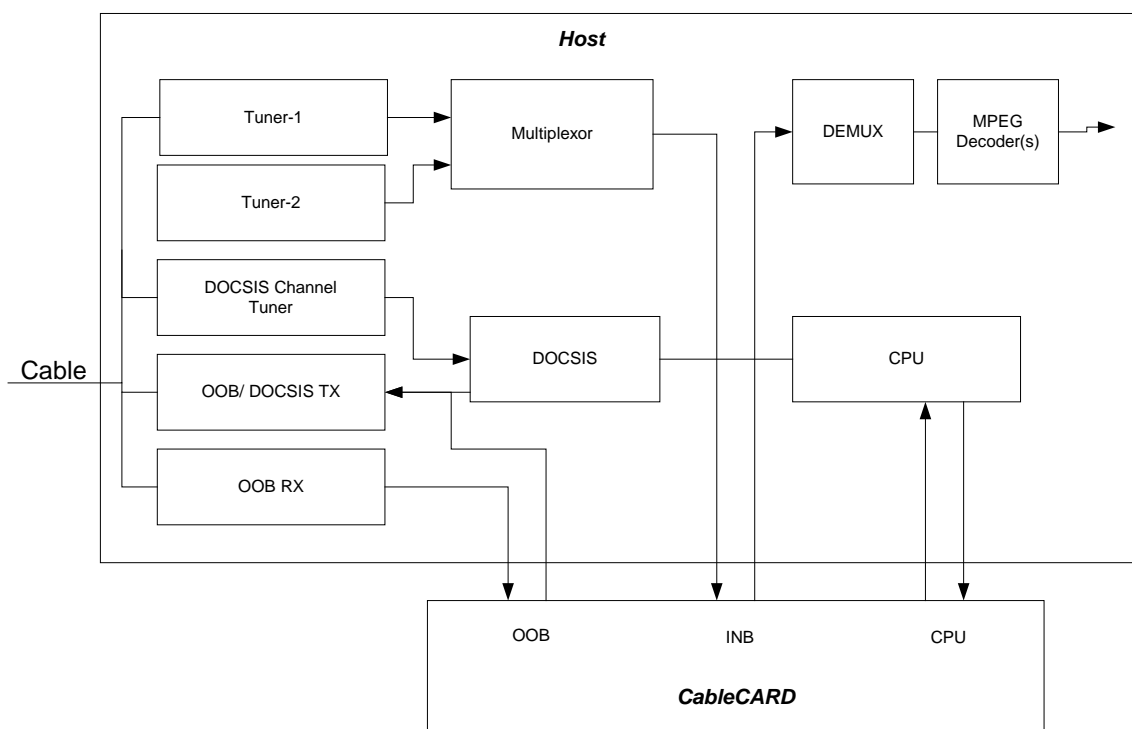 Host
Tuner-1
Multiplexor
DEMUX
MPEG
Decoder(s)
Tuner-2
DOCSIS Channel
Tuner
DOCSIS
CPU
Cable
OOB/ DOCSIS TX
OOB RX
OOB
INB
CPU
CableCARD